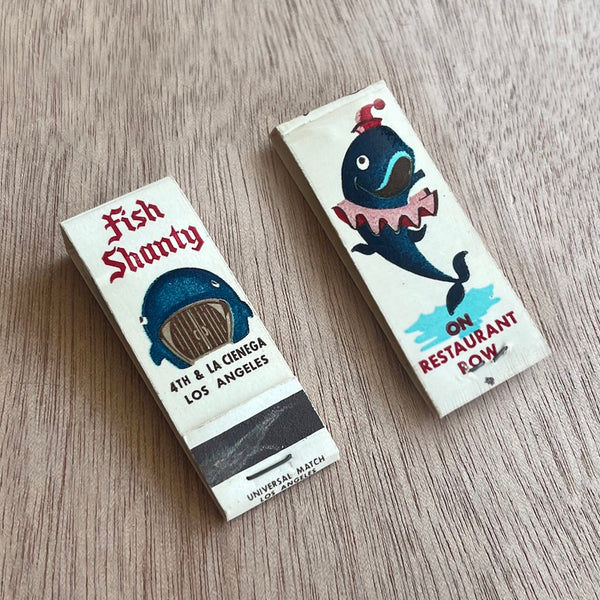 Fish
Shanty
4TH & LA CIENEGA
LOS ANGELES
UNIVERSAL MATCH
LOS ANGELES
ON
RESTAURANT
ROW